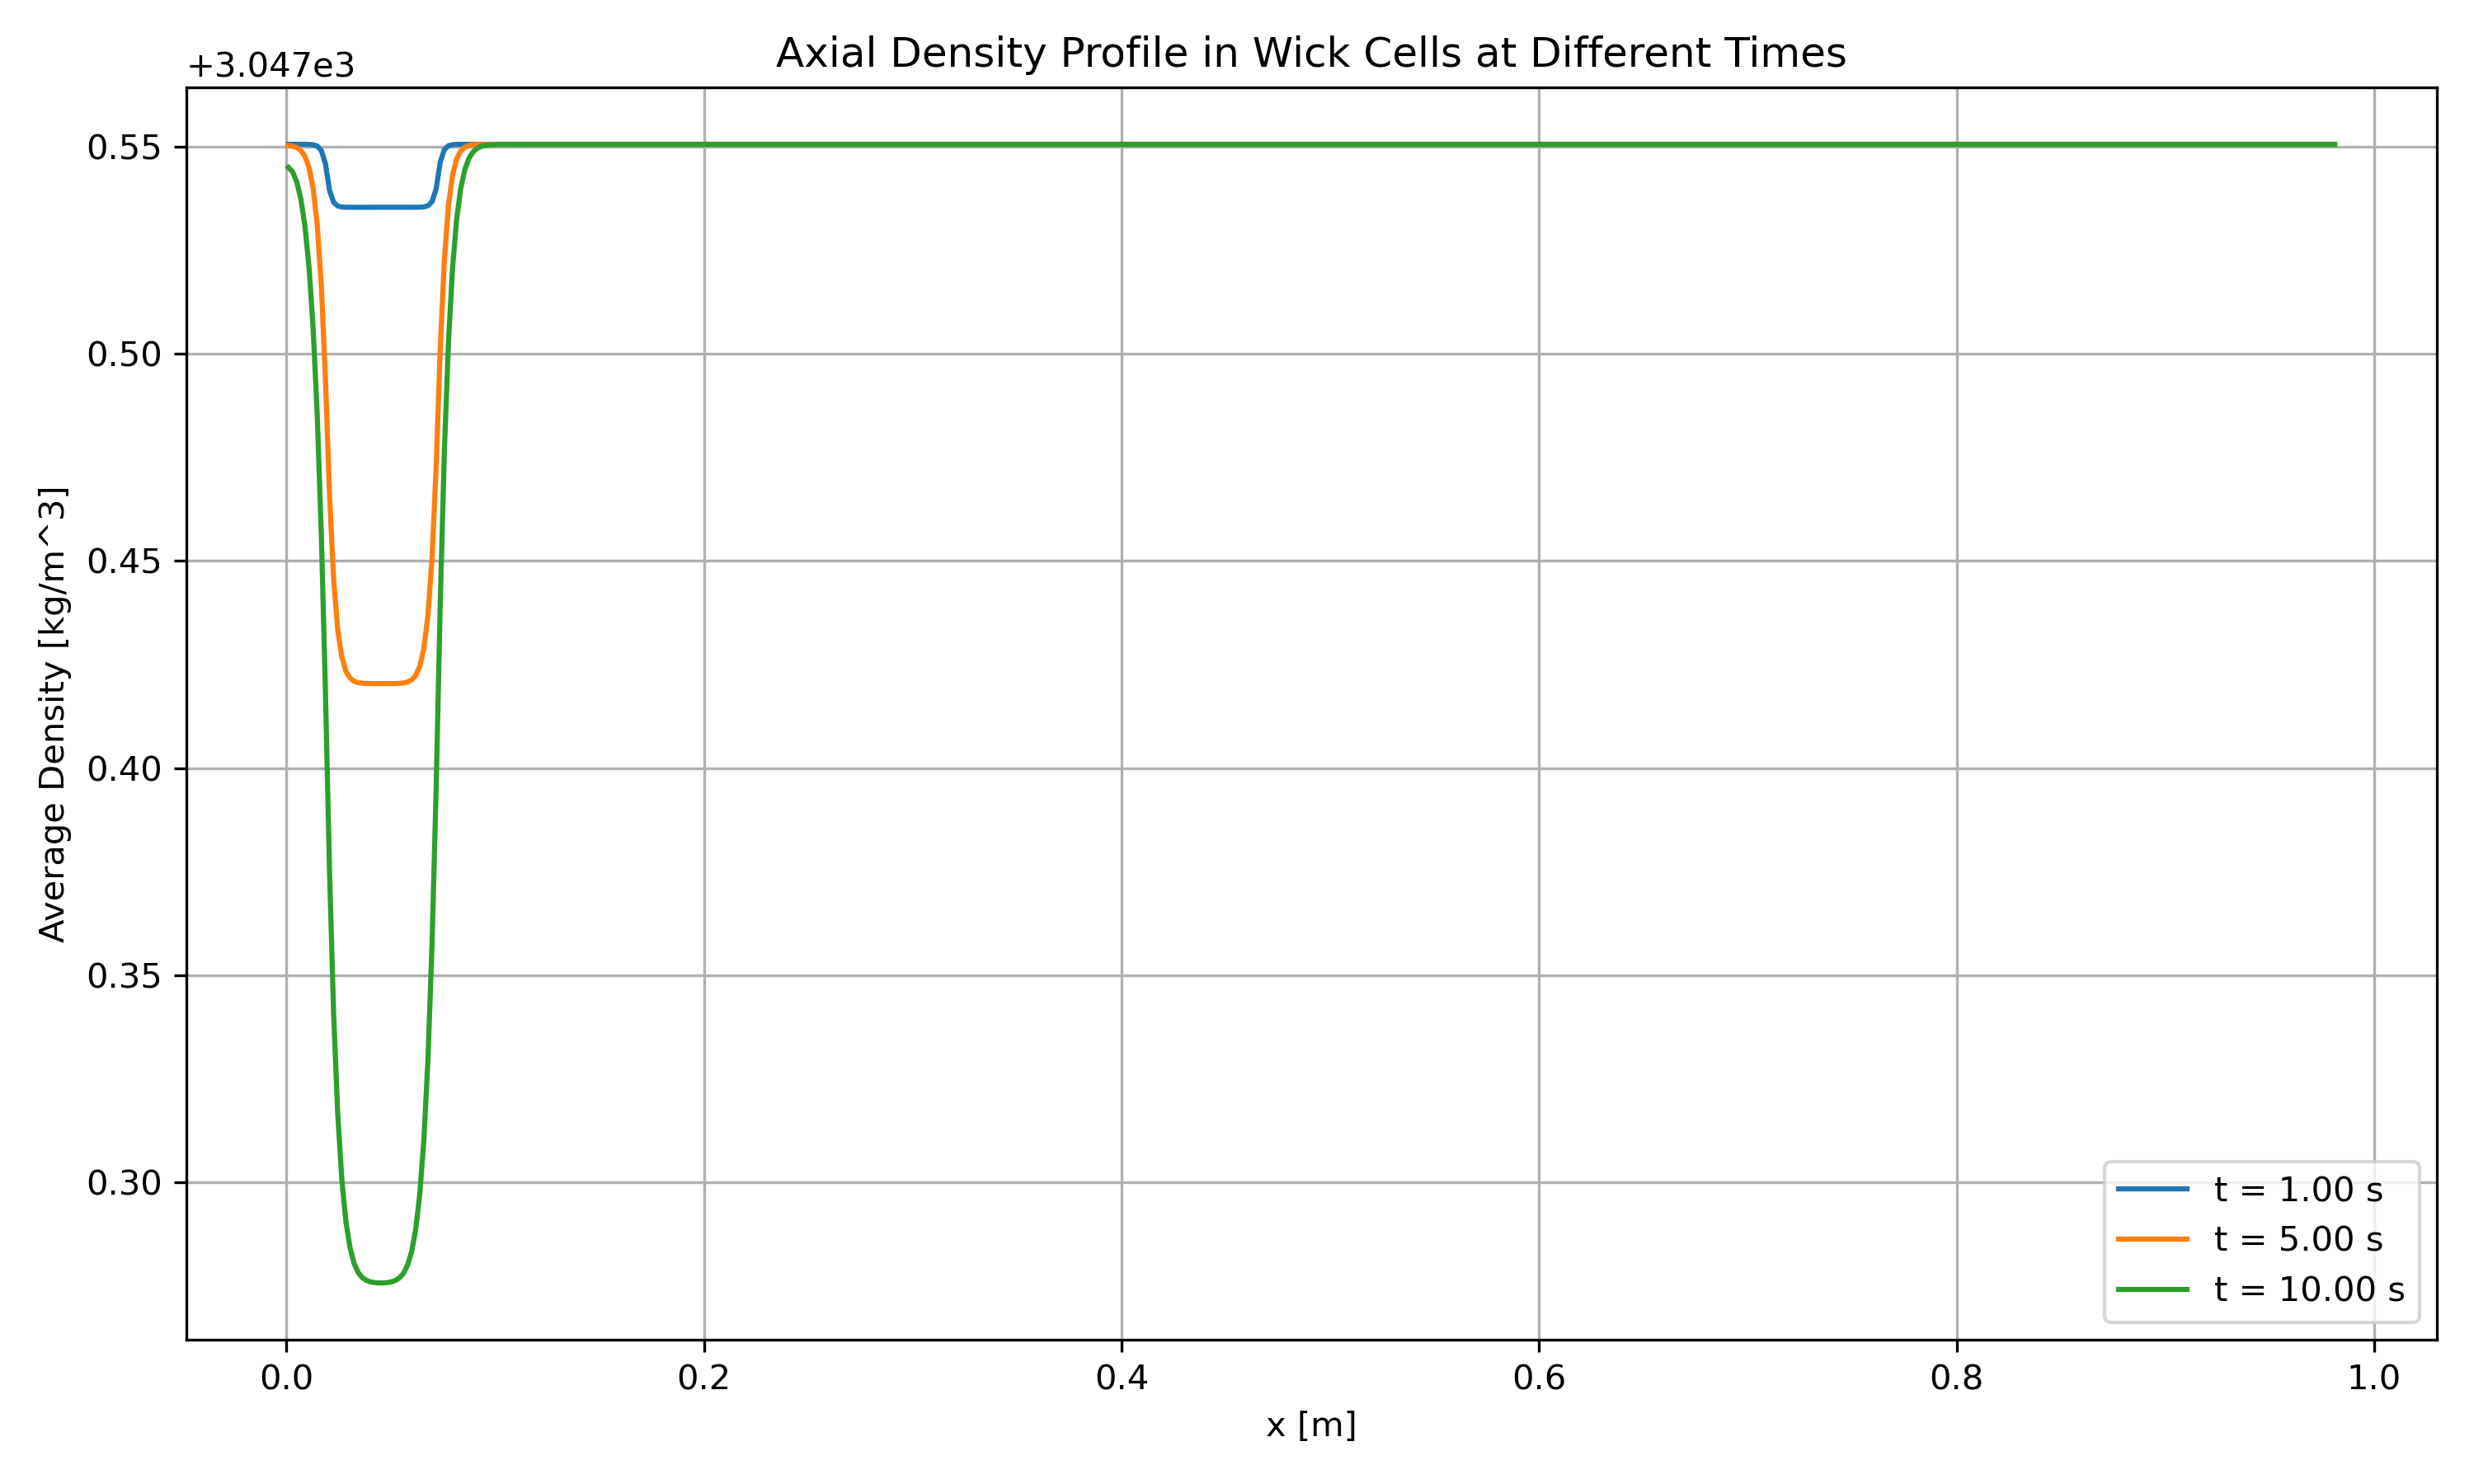 Axial Density Profile in Wick Cells at Different Times
+3.047e3
0.55
0.50
0.45
0.40
0.35
0.30
Average Density [kg/m^3]
0.0 0.2 0.4 0.6 0.8 1.0
x [m]
t = 1.00 s
t = 5.00 s
t = 10.00 s